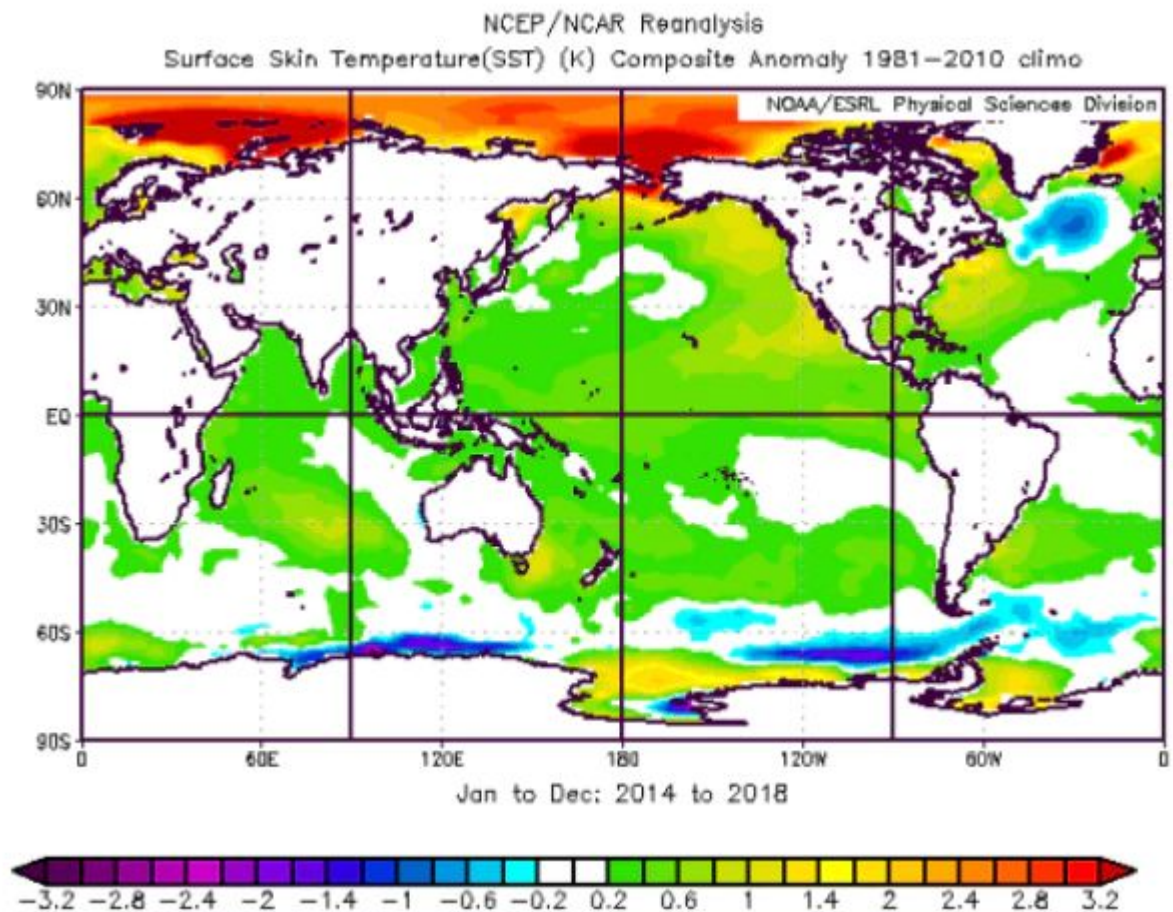 NCEP/NCAR Reanalysis
Surface Skin Temperature(SST) (K) Composite Anomaly 1981-2010 climo
NOAA/ESRL Physical Sciences Division
90N
60N
30N
EQ
30S
60S
90S
0 60E 120E 180 120W 60W 0
Jan to Dec: 2014 to 2018
-3.2 -2.8 -2.4 -2 -1.4 -1 -0.6 -0.2 0.2 0.6 1 1.4 2 2.4 2.8 3.2